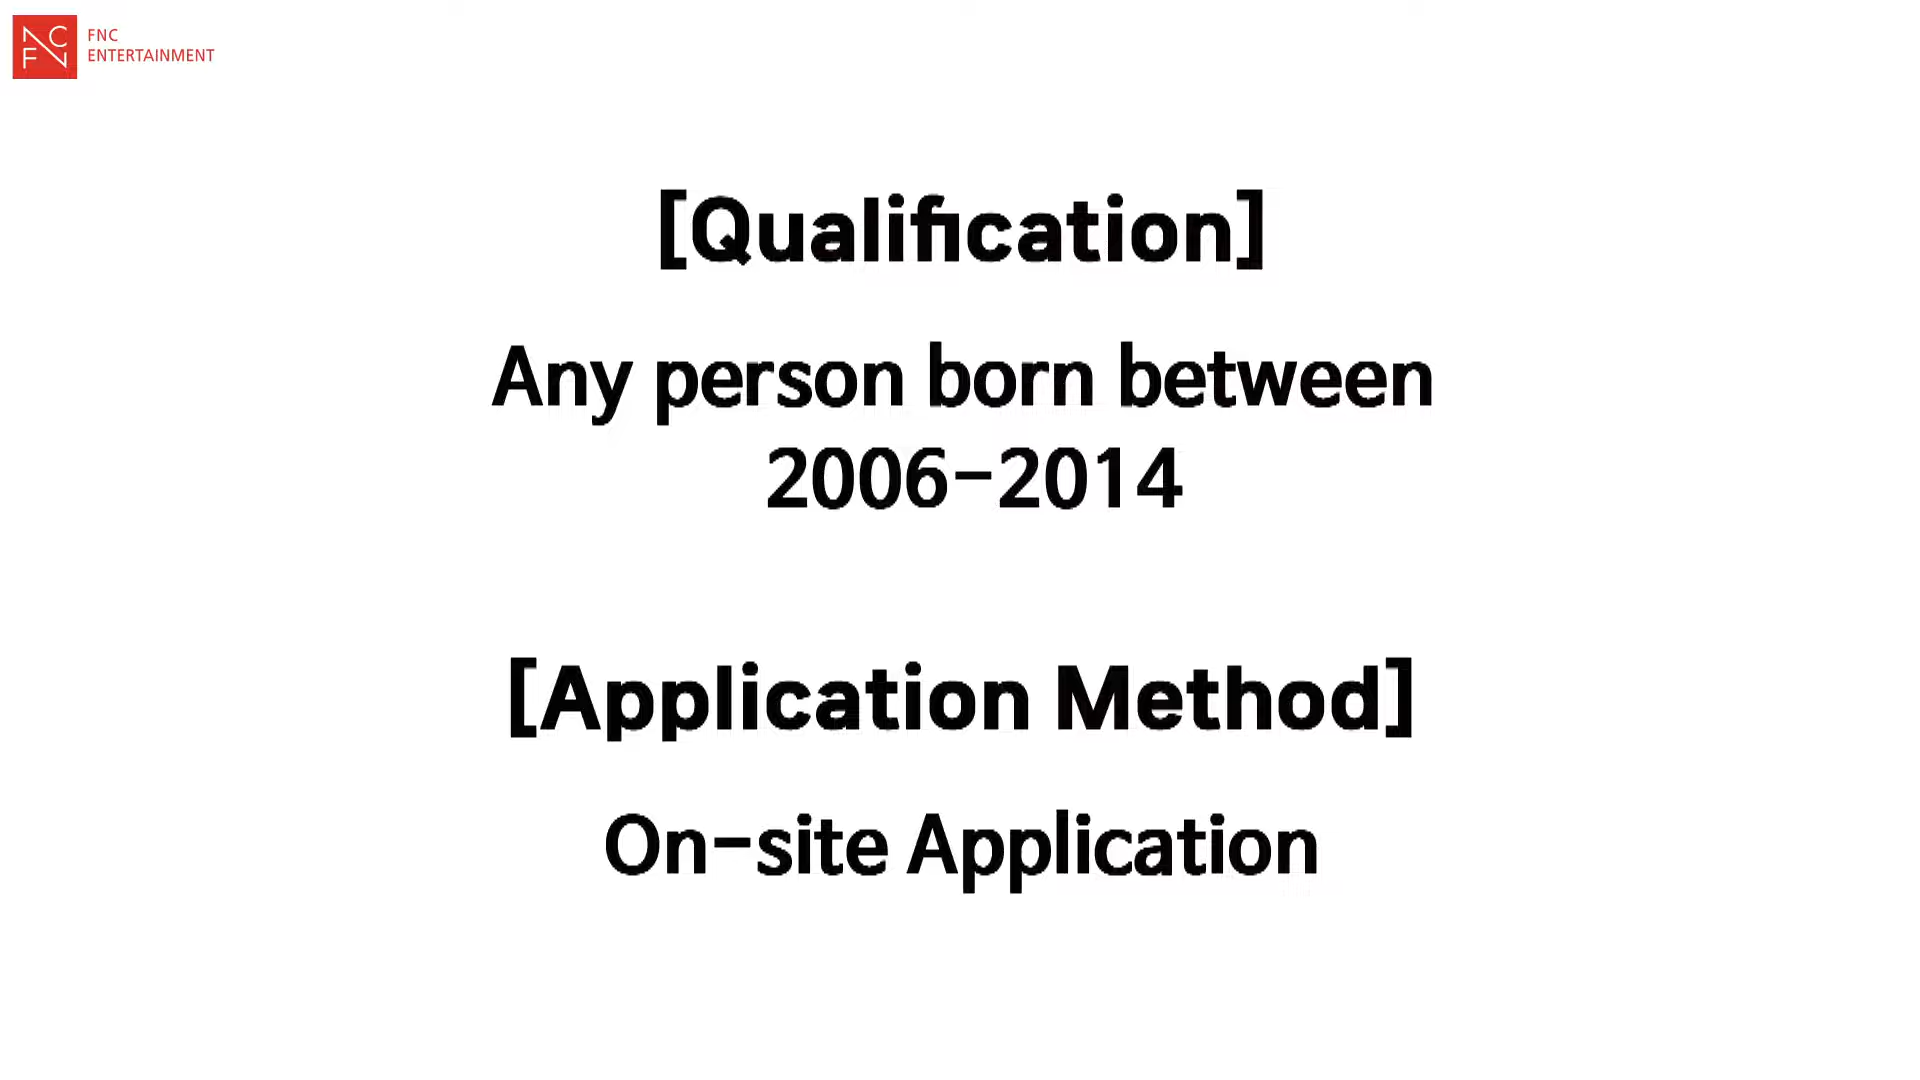 FNC
ENTERTAINMENT
[Qualification]
Any person born between
2006-2014
[Application Method]
On-site Application